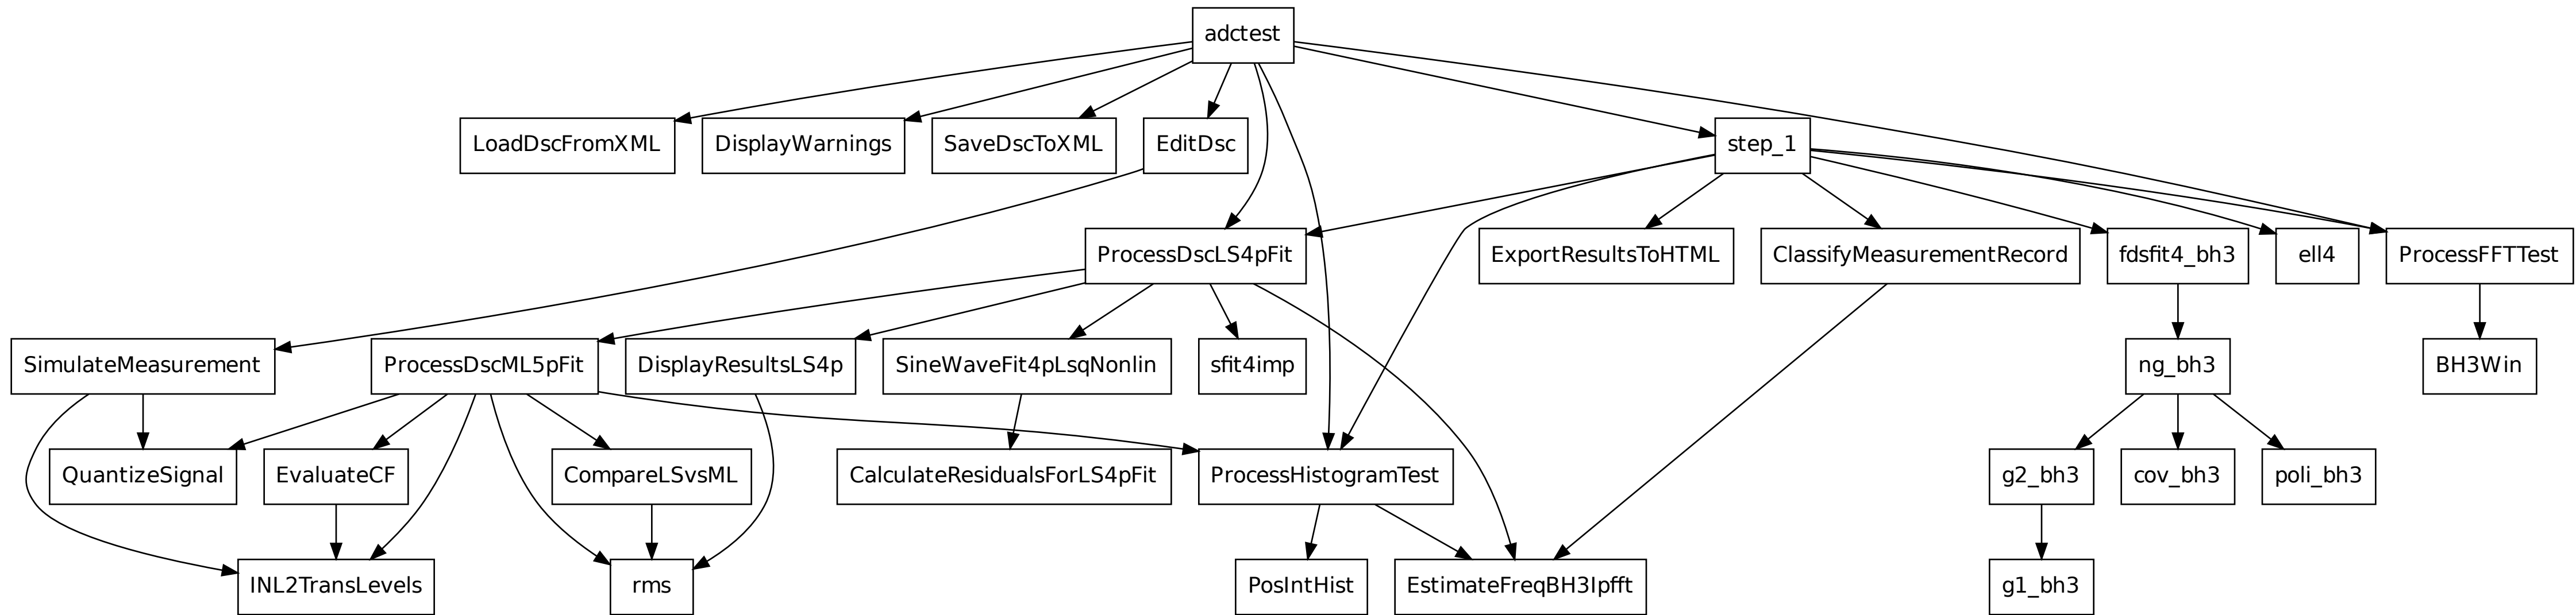 adctest
LoadDscFromXML
DisplayWarnings
SaveDscToXML
EditDsc
step_1
ProcessDscLS4pFit
ExportResultsToHTML
ClassifyMeasurementRecord
fdsfit4_bh3
ell4
ProcessFFTTest
SimulateMeasurement
ProcessDscML5pFit
DisplayResultsLS4p
SineWaveFit4pLsqNonlin
sfit4imp
ng_bh3
BH3Win
QuantizeSignal
EvaluateCF
CompareLSvsML
CalculateResidualsForLS4pFit
ProcessHistogramTest
g2_bh3
cov_bh3
poli_bh3
INL2TransLevels
rms
PosIntHist
EstimateFreqBH3Ipfft
g1_bh3